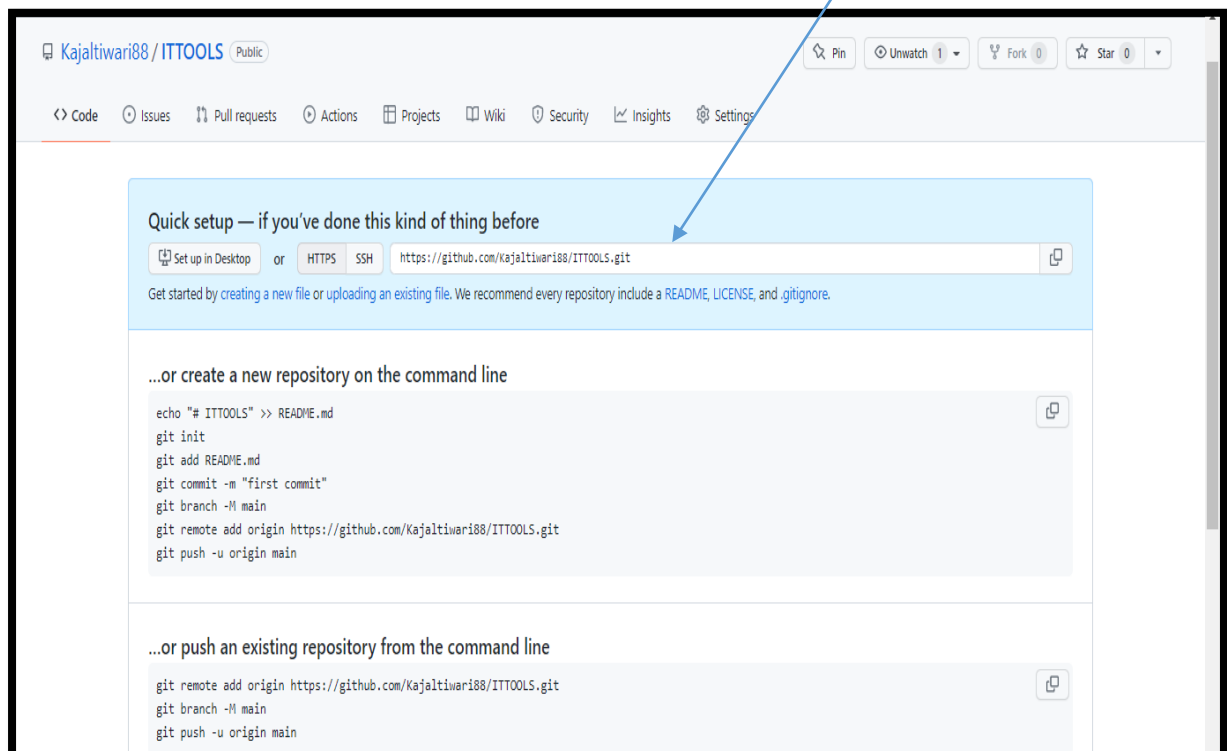 Kajaltiwari88 / ITTOOLS Public
Pin Unwatch 1 Fork 0 Star 0
<> Code Issues Pull requests Actions Projects Wiki Security Insights Settings
Quick setup — if you've done this kind of thing before
Set up in Desktop or HTTPS SSH https://github.com/Kajaltiwari88/ITTOOLS.git
Get started by creating a new file or uploading an existing file. We recommend every repository include a README, LICENSE, and .gitignore.
...or create a new repository on the command line
echo "# ITTOOLS" >> README.md
git init
git add README.md
git commit -m "first commit"
git branch -M main
git remote add origin https://github.com/Kajaltiwari88/ITTOOLS.git
git push -u origin main
...or push an existing repository from the command line
git remote add origin https://github.com/Kajaltiwari88/ITTOOLS.git
git branch -M main
git push -u origin main